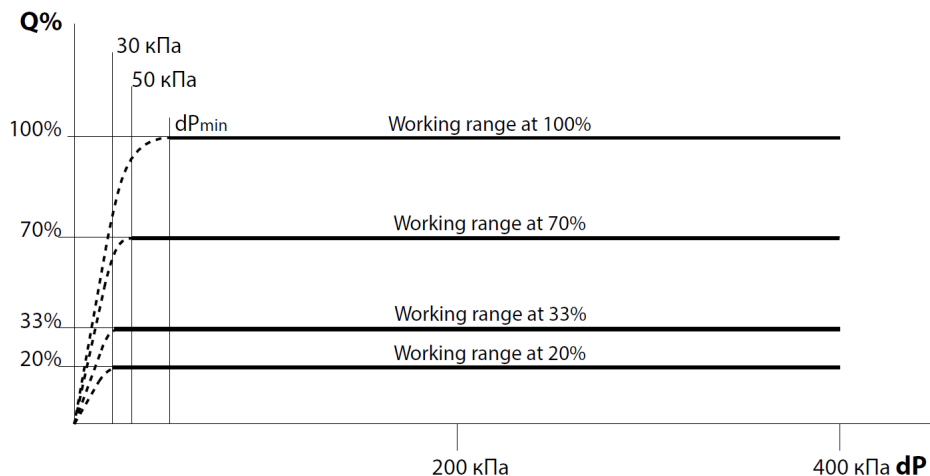 Q%
30 кПа
50 кПа
dPmin
100%
Working range at 100%
70%
Working range at 70%
33%
Working range at 33%
20%
Working range at 20%
200 кПа
400 кПа dP